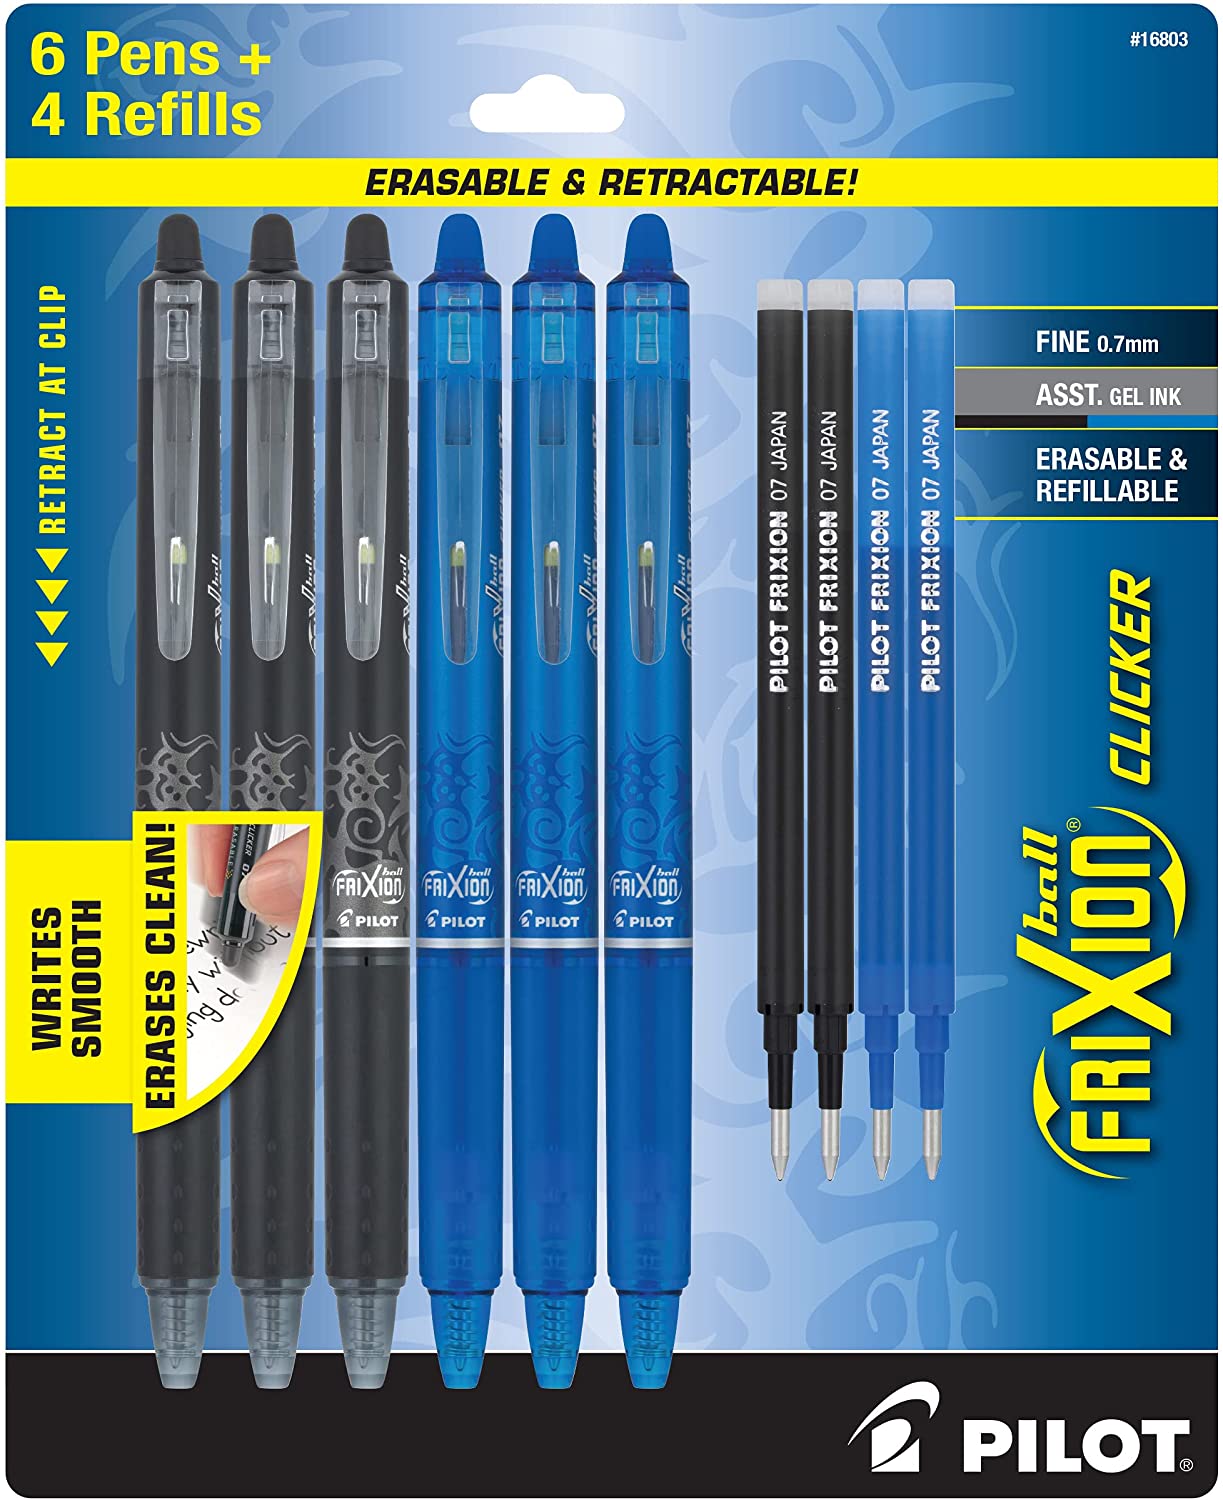 6 Pens +
4 Refills
#16803
ERASABLE & RETRACTABLE!
RETRACT AT CLIP
FINE 0.7mm
ASST. GEL INK
ERASABLE &
REFILLABLE
PILOT FRIXION 07 JAPAN
PILOT FRIXION 07 JAPAN
PILOT FRIXION 07 JAPAN
PILOT FRIXION 07 JAPAN
FRIXION ball® CLICKER
WRITES
SMOOTH
ERASES CLEAN!
CLICKER 07
FRIXION ball
PILOT
FRIXION ball
PILOT
FRIXION ball
PILOT
FRIXION ball
PILOT
PILOT®